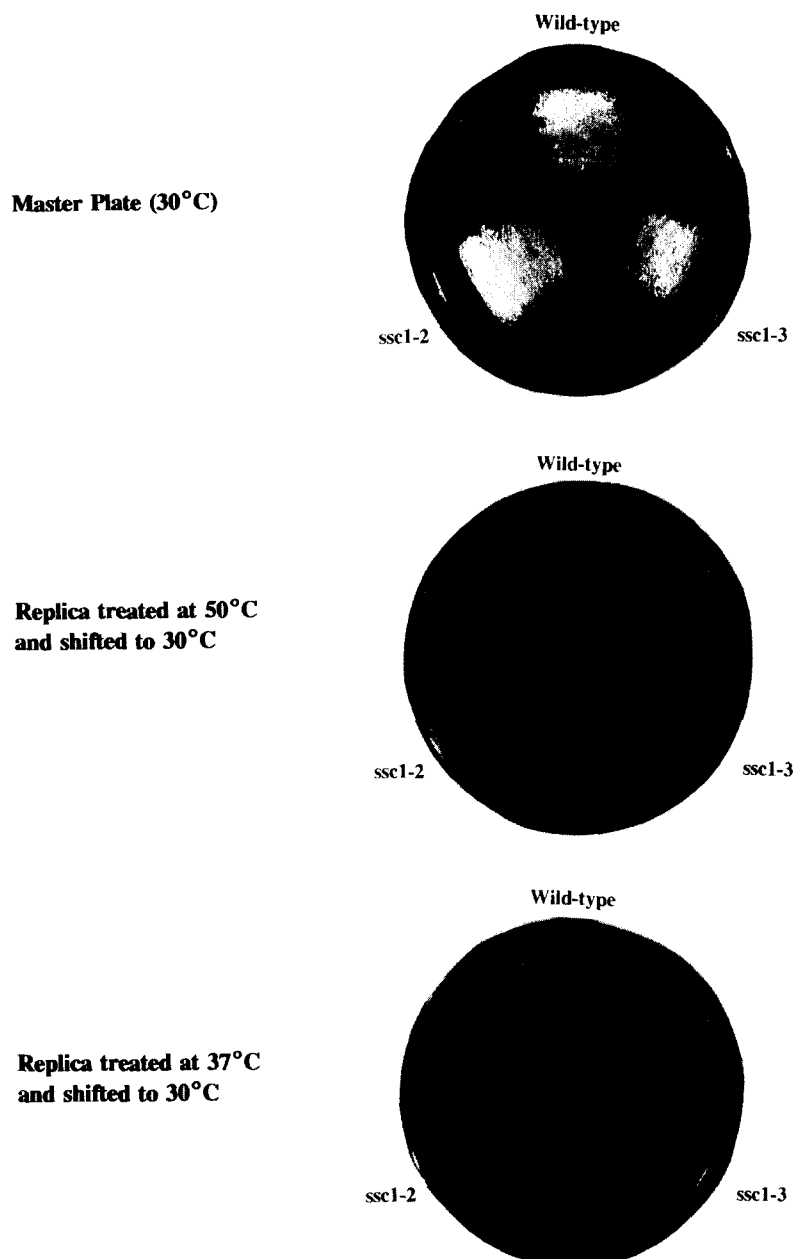 Wild-type
Master Plate (30°C)
ssc1-2
ssc1-3
Wild-type
Replica treated at 50°C
and shifted to 30°C
ssc1-2
ssc1-3
Wild-type
Replica treated at 37°C
and shifted to 30°C
ssc1-2
ssc1-3